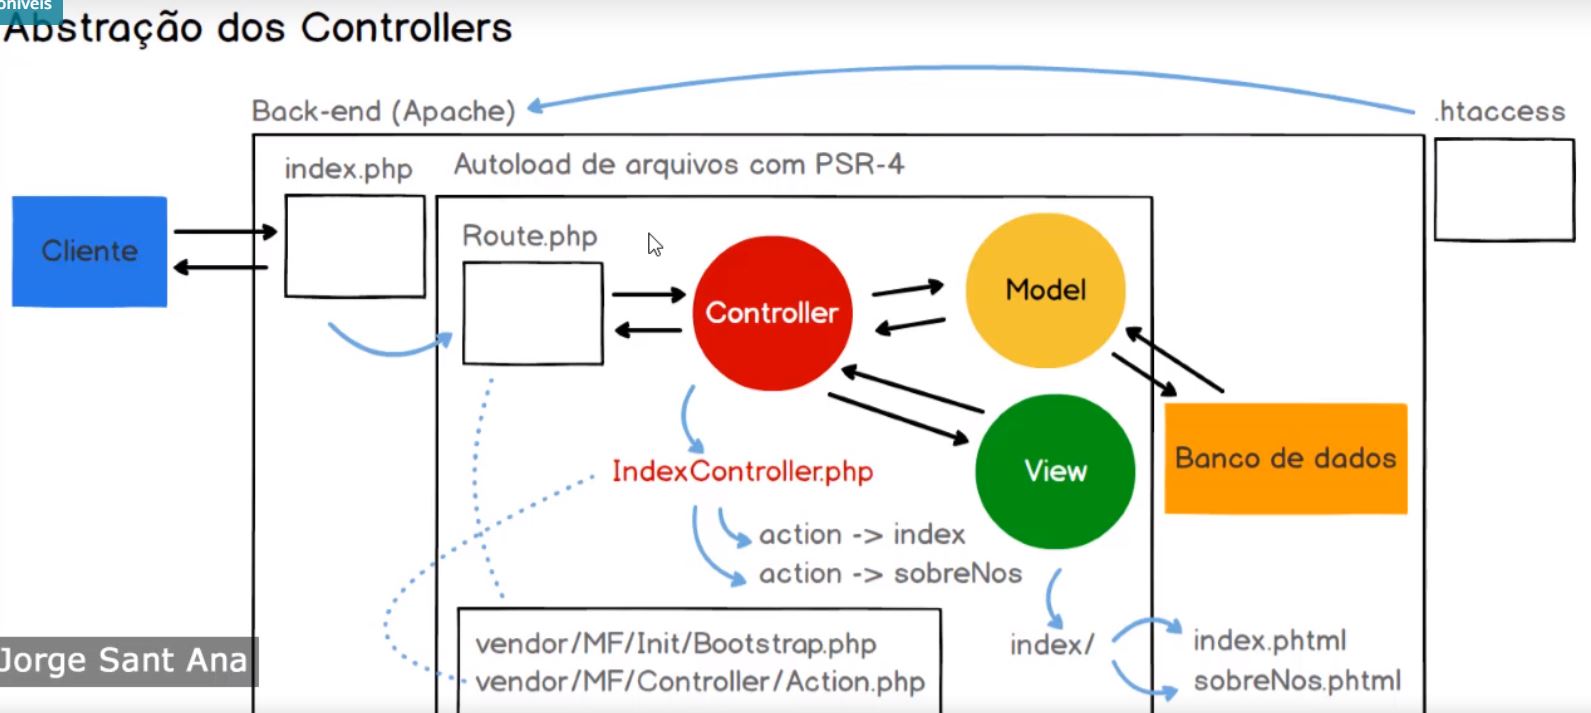 Abstração dos Controllers
Back-end (Apache)
.htaccess
index.php
Autoload de arquivos com PSR-4
Cliente
Route.php
Controller
Model
View
Banco de dados
IndexController.php
action -> index
action -> sobreNos
vendor/MF/Init/Bootstrap.php
vendor/MF/Controller/Action.php
index/
index.phtml
sobreNos.phtml
Jorge Sant Ana